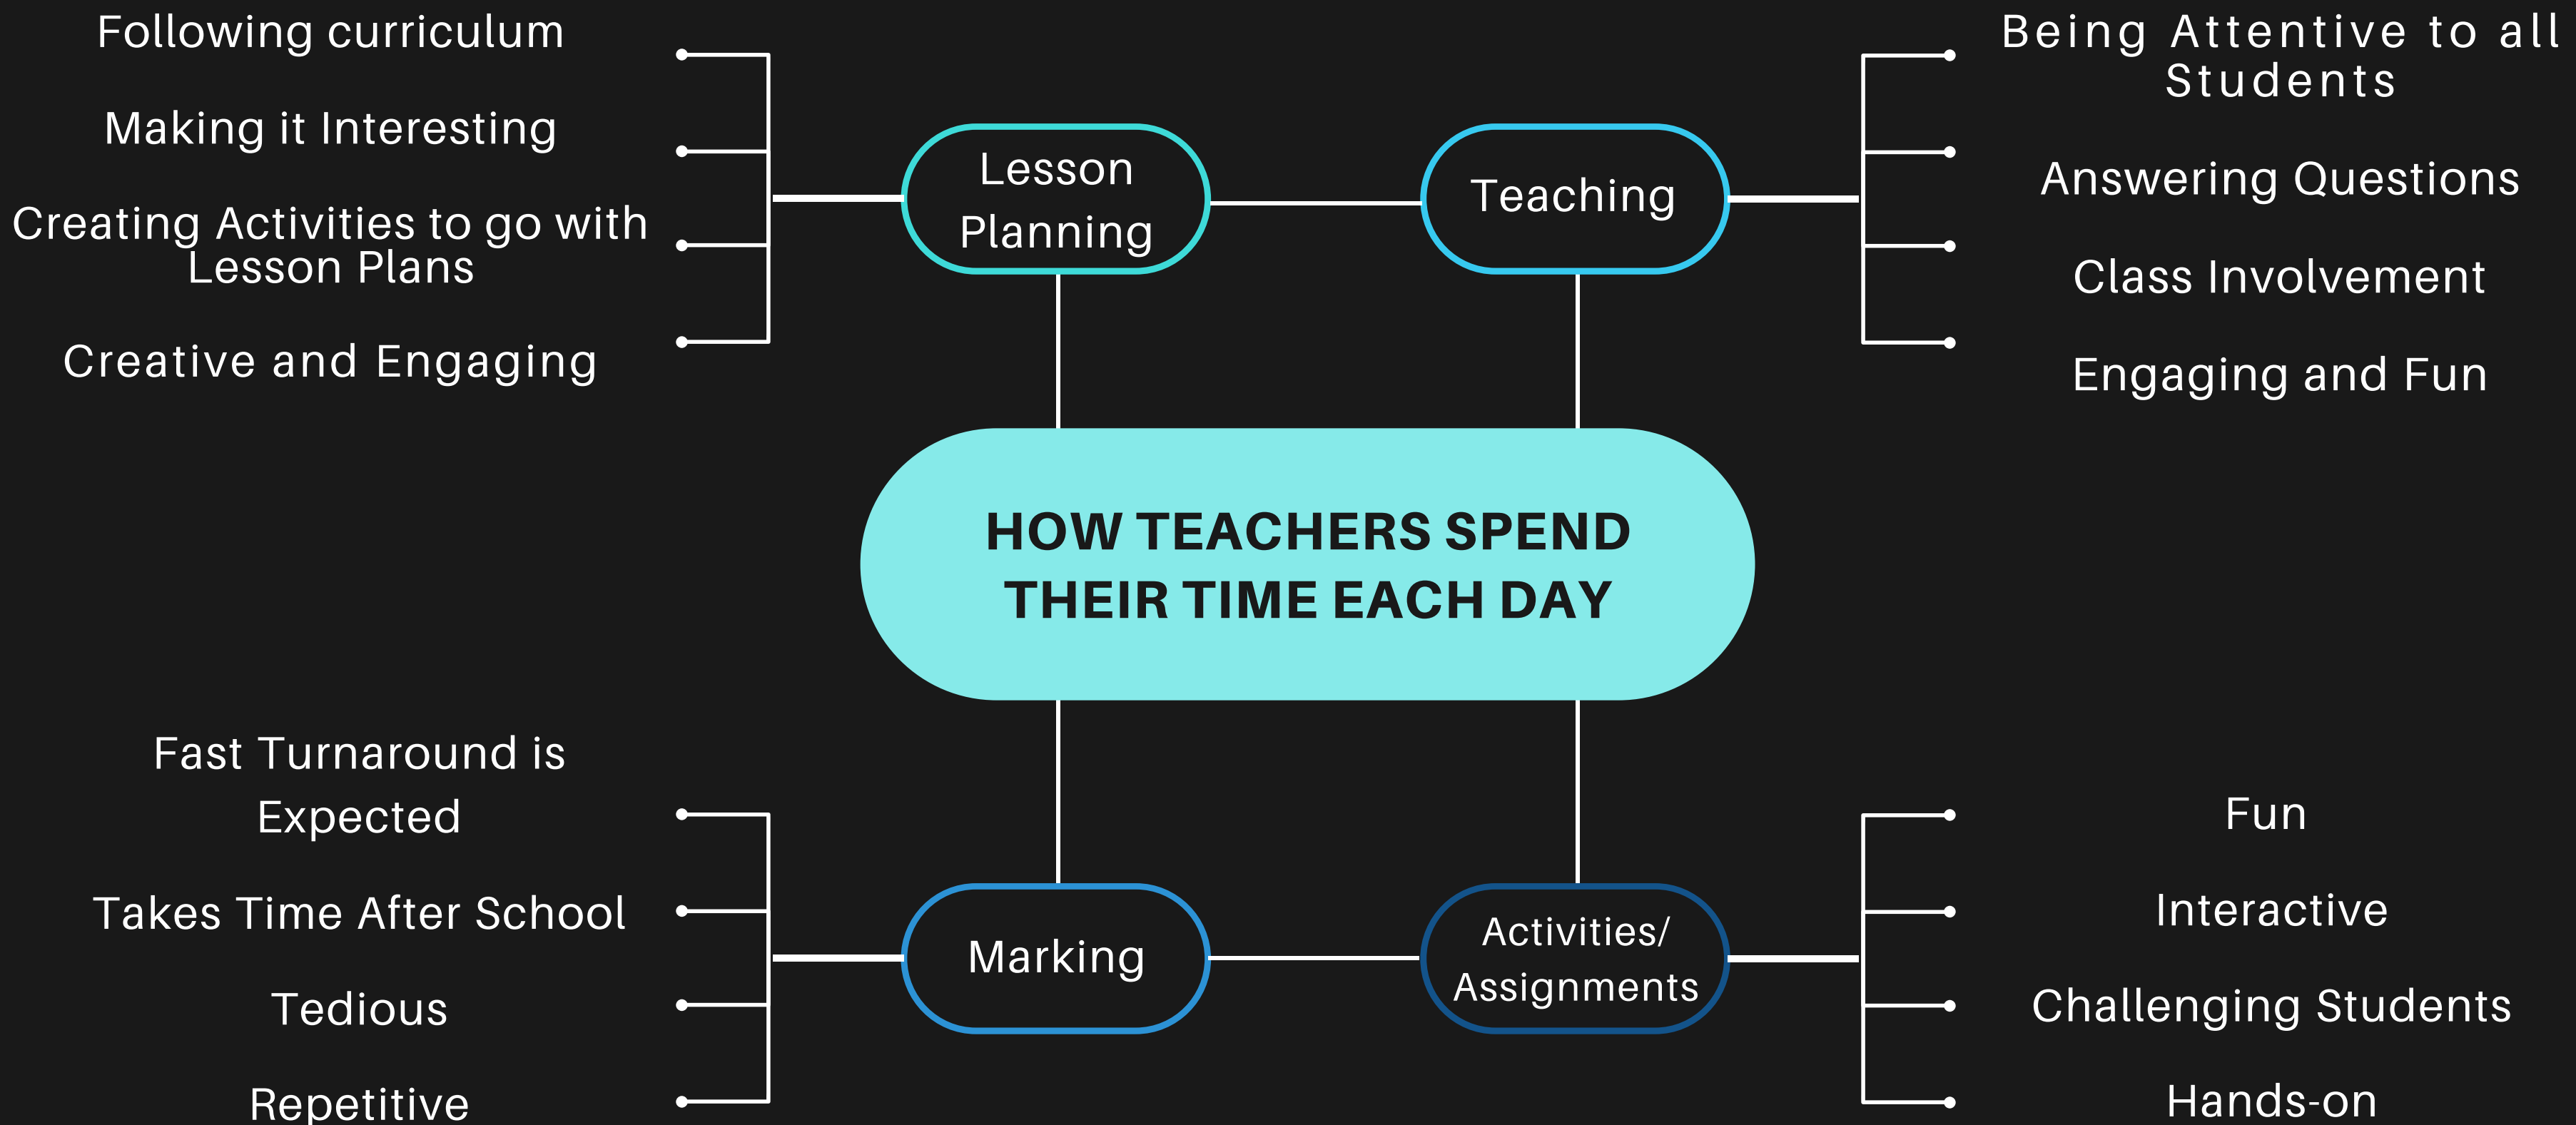 Following curriculum
Making it Interesting
Creating Activities to go with
Lesson Plans
Creative and Engaging
Lesson
Planning
Teaching
Being Attentive to all
Students
Answering Questions
Class Involvement
Engaging and Fun
HOW TEACHERS SPEND
THEIR TIME EACH DAY
Fast Turnaround is
Expected
Takes Time After School
Tedious
Repetitive
Marking
Activities/
Assignments
Fun
Interactive
Challenging Students
Hands-on